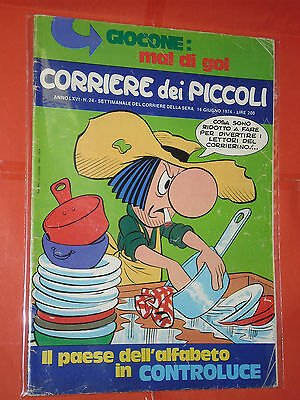 GIOCONE:
mal di gol
CORRIERE dei PICCOLI
ANNO LXVI - N. 24 - SETTIMANALE DEL CORRIERE DELLA SERA 16 GIUGNO 1974 - LIRE 200
COSA SONO
RIDOTTO A FARE
PER DIVERTIRE I
LETTORI DEL
CORRIERINO!...
Il paese dell'alfabeto
in CONTROLUCE